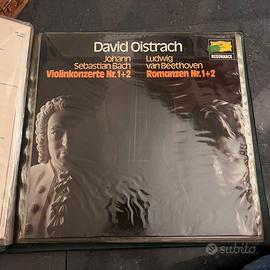 David Oistrach
Johann
Sebastian Bach
Violinkonzerte Nr.1+2
Ludwig
van Beethoven
Romanzen Nr.1+2
RESONANCE
subito